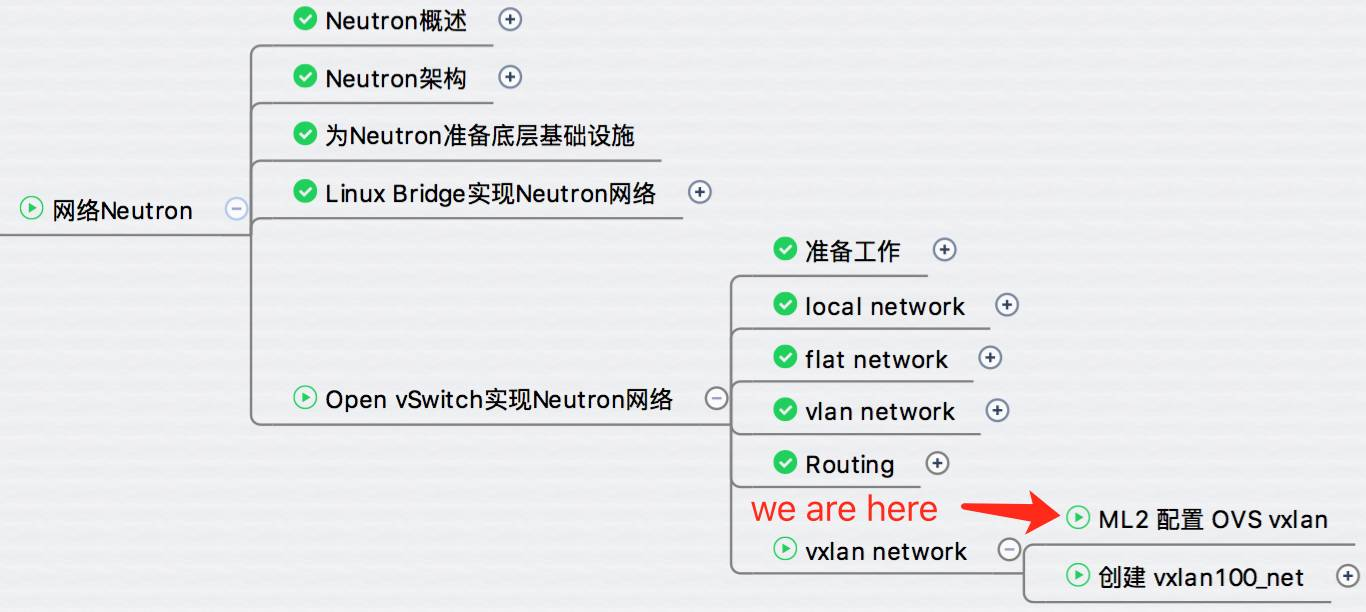 Neutron概述
Neutron架构
为Neutron准备底层基础设施
Linux Bridge实现Neutron网络
网络Neutron
准备工作
local network
flat network
Open vSwitch实现Neutron网络
vlan network
Routing
we are here
ML2 配置 OVS vxlan
vxlan network
创建 vxlan100_net